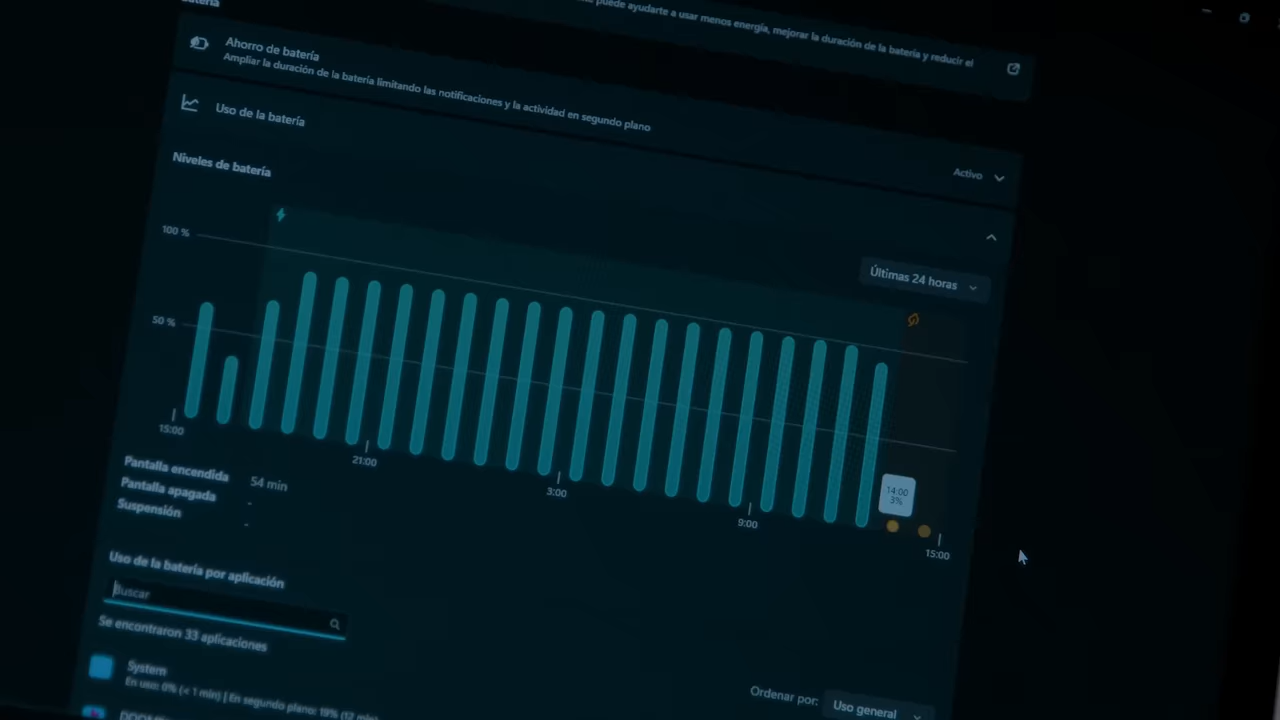 puede ayudarte a usar menos energía, mejorar la duración de la batería y reducir el
Ahorro de batería
Ampliar la duración de la batería limitando las notificaciones y la actividad en segundo plano
Activo
Uso de la batería
Niveles de batería
Últimas 24 horas
100 %
50 %
14:00
3%
15:00
21:00
3:00
9:00
15:00
Pantalla encendida 54 min
Pantalla apagada -
Suspensión -
Uso de la batería por aplicación
Buscar
Se encontraron 33 aplicaciones
Ordenar por: Uso general
System
En uso: 0% (< 1 min) | En segundo plano: 19% (12 min)